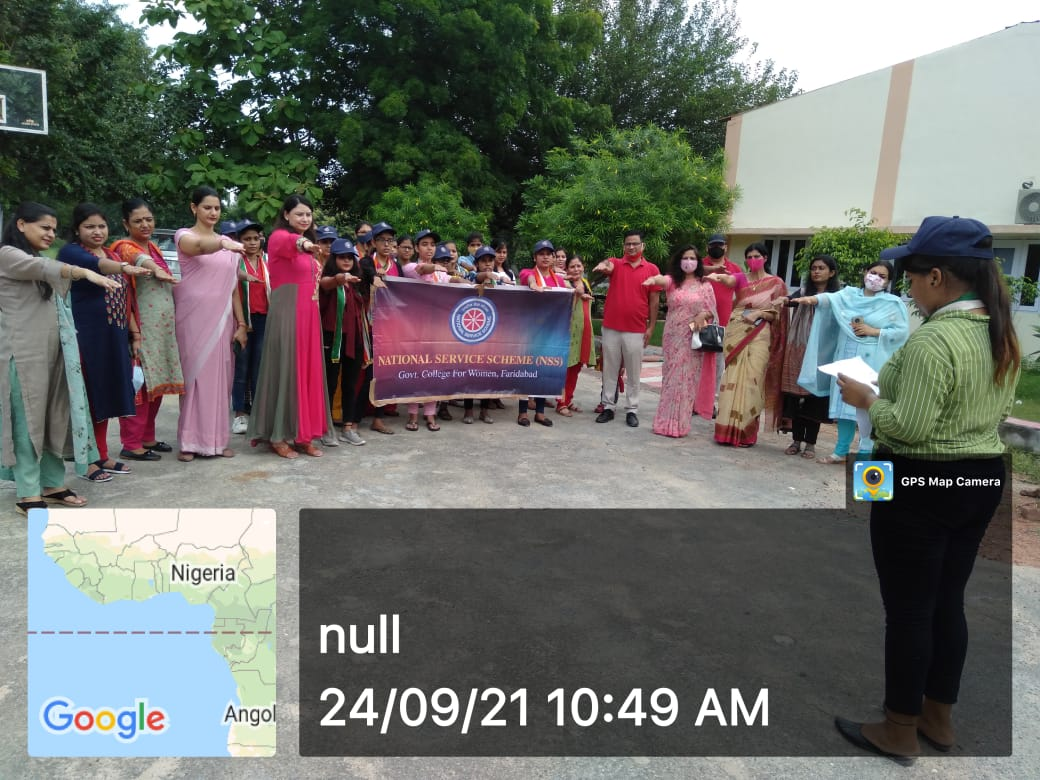 NATIONAL SERVICE SCHEME (NSS)
Govt. College For Women, Faridabad
GPS Map Camera
Nigeria
Angol
Google
null
24/09/21 10:49 AM